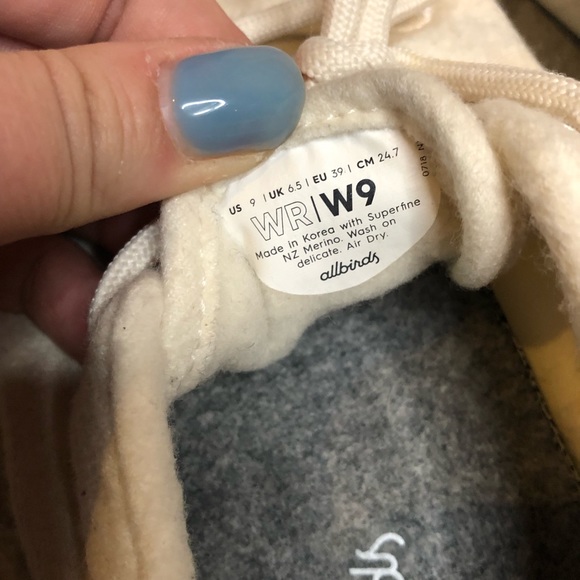 US 9 | UK 6.5 | EU 39 | CM 24.7
WR|W9
Made in Korea with Superfine
NZ Merino. Wash on
delicate. Air Dry.
allbirds